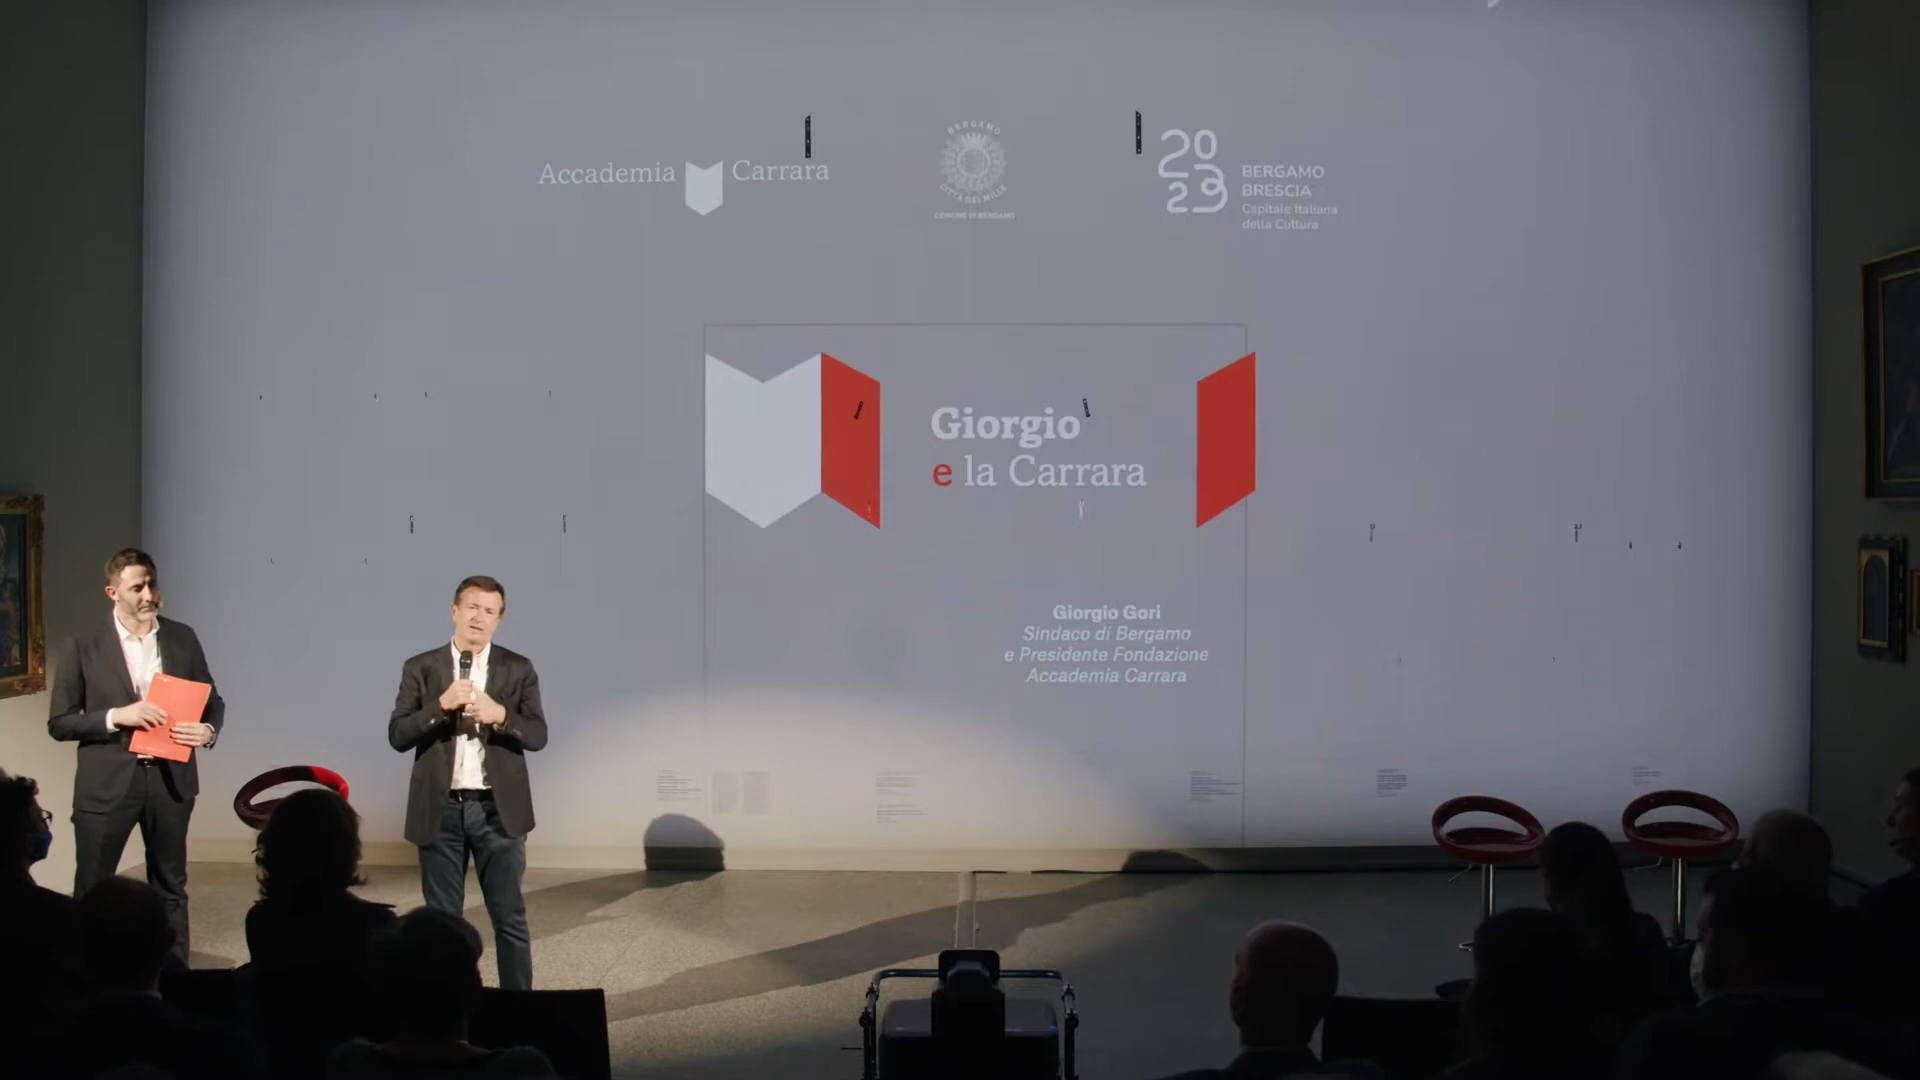 Accademia Carrara
BERGAMO
CITTÀ DEI MILLE
COMUNE DI BERGAMO
2023
BERGAMO
BRESCIA
Capitale Italiana
della Cultura
Giorgio
e la Carrara
Giorgio Gori
Sindaco di Bergamo
e Presidente Fondazione
Accademia Carrara